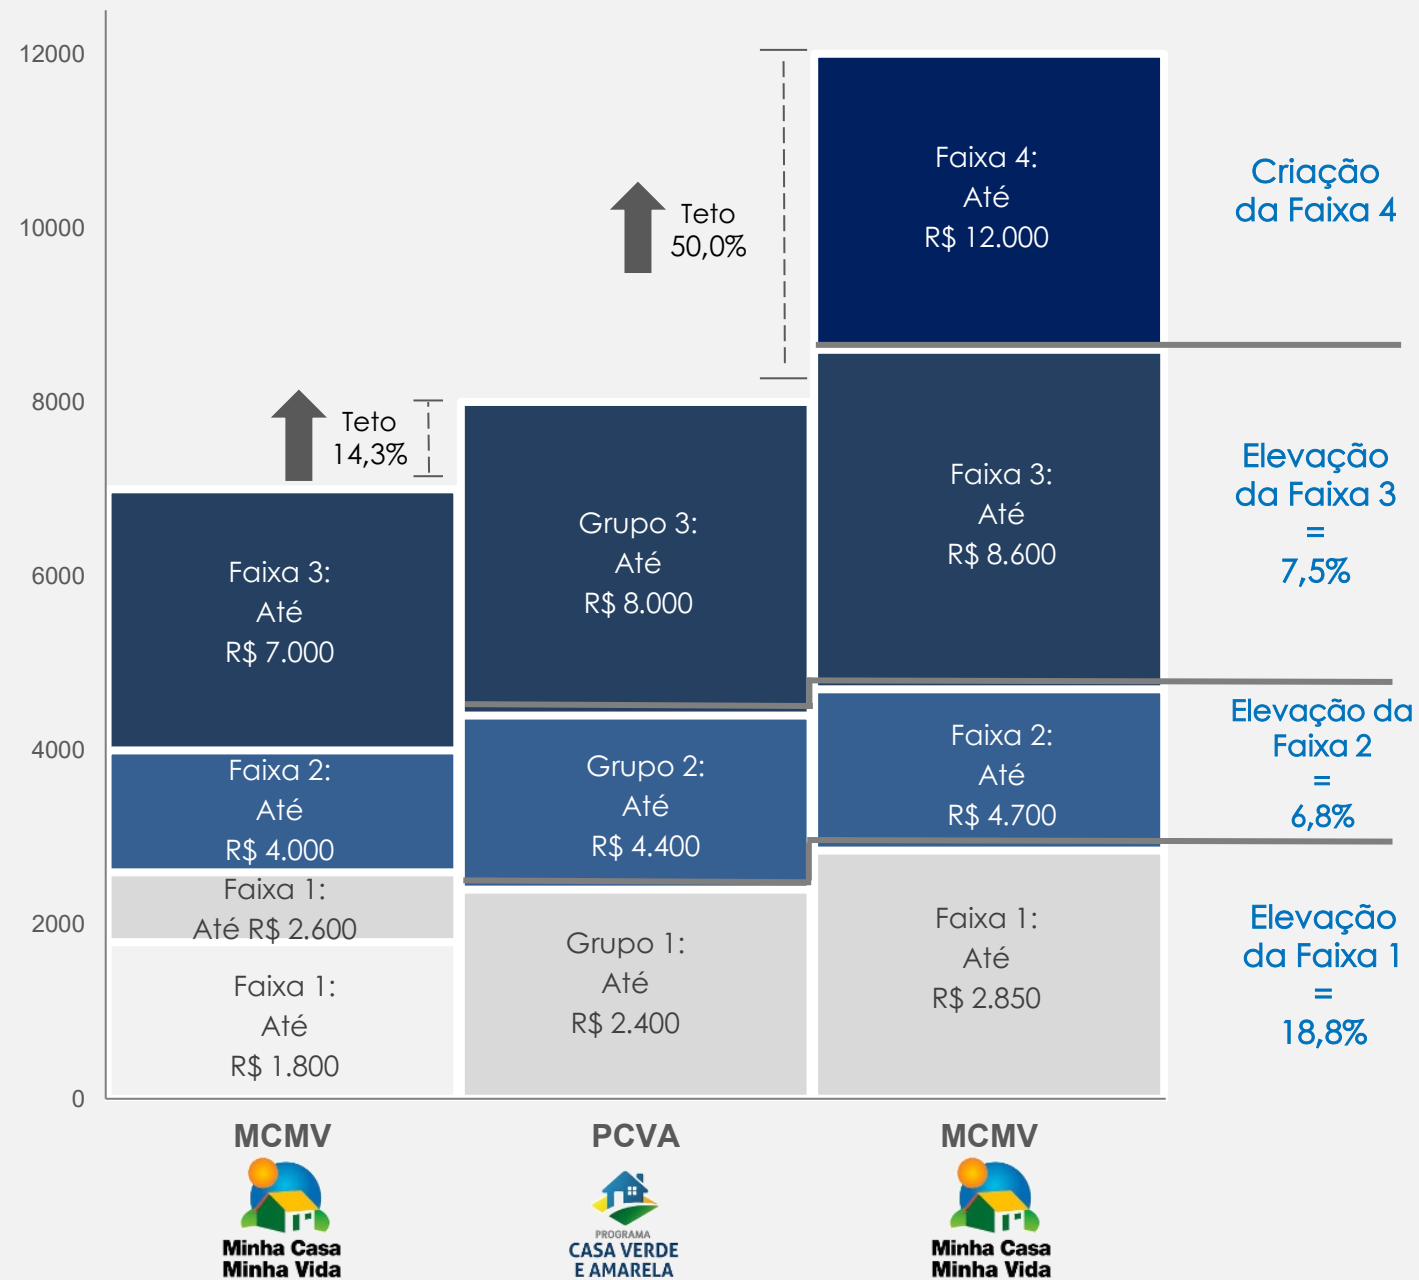 12000
10000
8000
6000
4000
2000
0
Teto
14,3%
Teto
50,0%
Faixa 3:
Até
R$ 7.000
Faixa 2:
Até
R$ 4.000
Faixa 1:
Até R$ 2.600
Faixa 1:
Até
R$ 1.800
Grupo 3:
Até
R$ 8.000
Grupo 2:
Até
R$ 4.400
Grupo 1:
Até
R$ 2.400
Faixa 4:
Até
R$ 12.000
Faixa 3:
Até
R$ 8.600
Faixa 2:
Até
R$ 4.700
Faixa 1:
Até
R$ 2.850
Criação
da Faixa 4
Elevação
da Faixa 3
=
7,5%
Elevação da
Faixa 2
=
6,8%
Elevação
da Faixa 1
=
18,8%
MCMV
Minha Casa
Minha Vida
PCVA
PROGRAMA
CASA VERDE
E AMARELA
MCMV
Minha Casa
Minha Vida